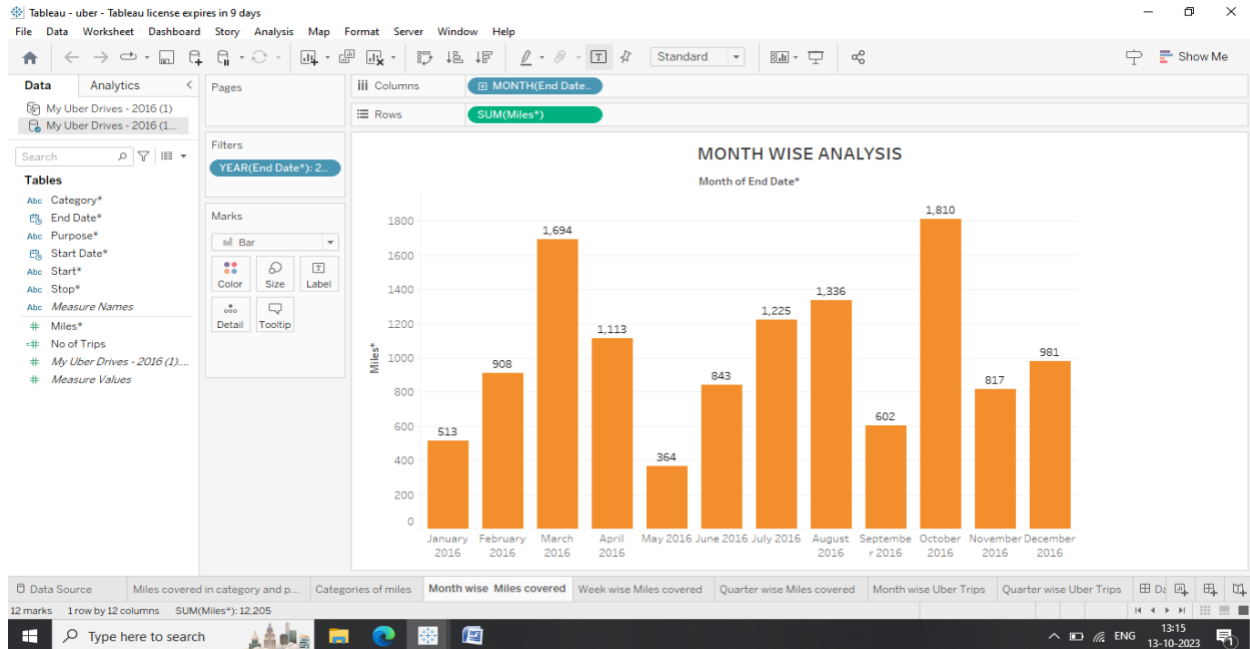 Tableau - uber - Tableau license expires in 9 days
File Data Worksheet Dashboard Story Analysis Map Format Server Window Help
Standard
Show Me
Data Analytics
My Uber Drives - 2016 (1)
My Uber Drives - 2016 (1...
Search
Tables
Abc Category*
End Date*
Abc Purpose*
Start Date*
Abc Start*
Abc Stop*
Abc Measure Names
# Miles*
=# No of Trips
# My Uber Drives - 2016 (1)....
# Measure Values
Pages
Filters
YEAR(End Date*): 2..
Marks
Bar
Color Size Label
Detail Tooltip
Columns
MONTH(End Date..
Rows
SUM(Miles*)
MONTH WISE ANALYSIS
Month of End Date*
Miles*
1800
1600
1400
1200
1000
800
600
400
200
0
513
908
1,694
1,113
364
843
1,225
1,336
602
1,810
817
981
January 2016
February 2016
March 2016
April 2016
May 2016
June 2016
July 2016
August 2016
Septembe
r 2016
October 2016
November 2016
December 2016
Data Source
Miles covered in category and p...
Categories of miles
Month wise Miles covered
Week wise Miles covered
Quarter wise Miles covered
Month wise Uber Trips
Quarter wise Uber Trips
12 marks 1 row by 12 columns SUM(Miles*): 12,205
Type here to search
ENG
13:15
13-10-2023
1